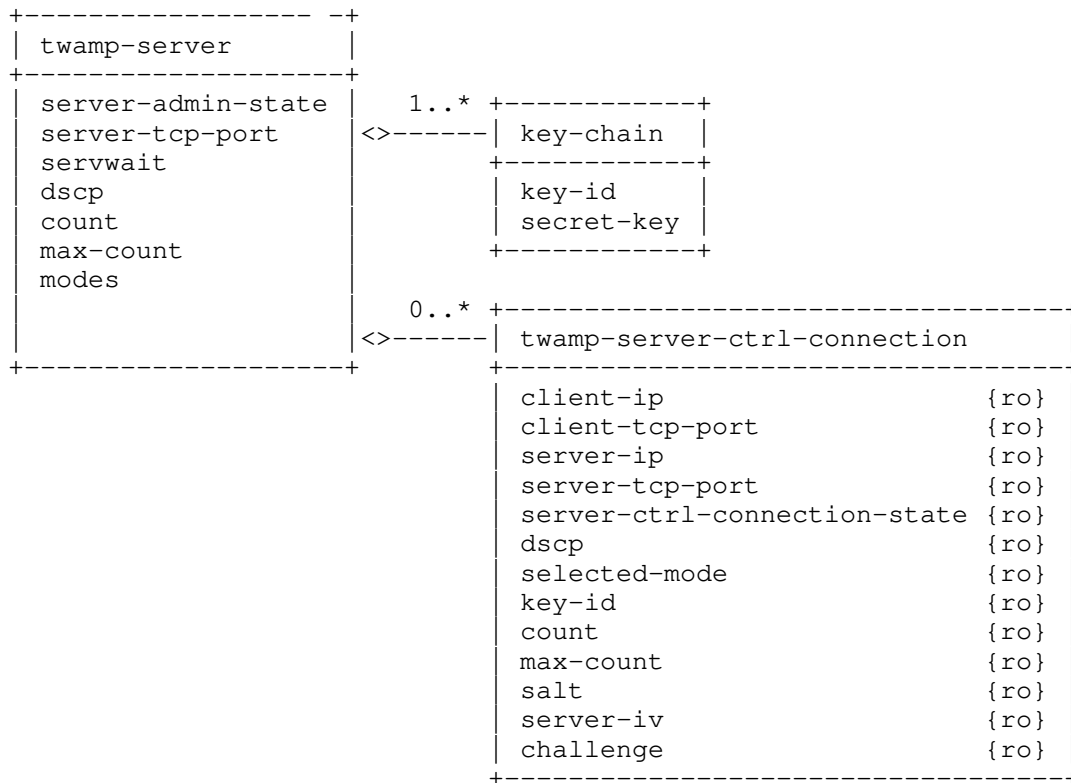 +------------------ -+
| twamp-server       |
+--------------------+
| server-admin-state |   1..* +------------+
| server-tcp-port    |<>------| key-chain  |
| servwait           |        +------------+
| dscp               |        | key-id     |
| count              |        | secret-key |
| max-count          |        +------------+
| modes              |
|                    |   0..* +-----------------------------------
|                    |<>------| twamp-server-ctrl-connection      |
+--------------------+        +-----------------------------------
                              | client-ip                    {ro} |
                              | client-tcp-port              {ro} |
                              | server-ip                    {ro} |
                              | server-tcp-port              {ro} |
                              | server-ctrl-connection-state {ro} |
                              | dscp                         {ro} |
                              | selected-mode                {ro} |
                              | key-id                       {ro} |
                              | count                        {ro} |
                              | max-count                    {ro} |
                              | salt                         {ro} |
                              | server-iv                    {ro} |
                              | challenge                    {ro} |
                              +-----------------------------------